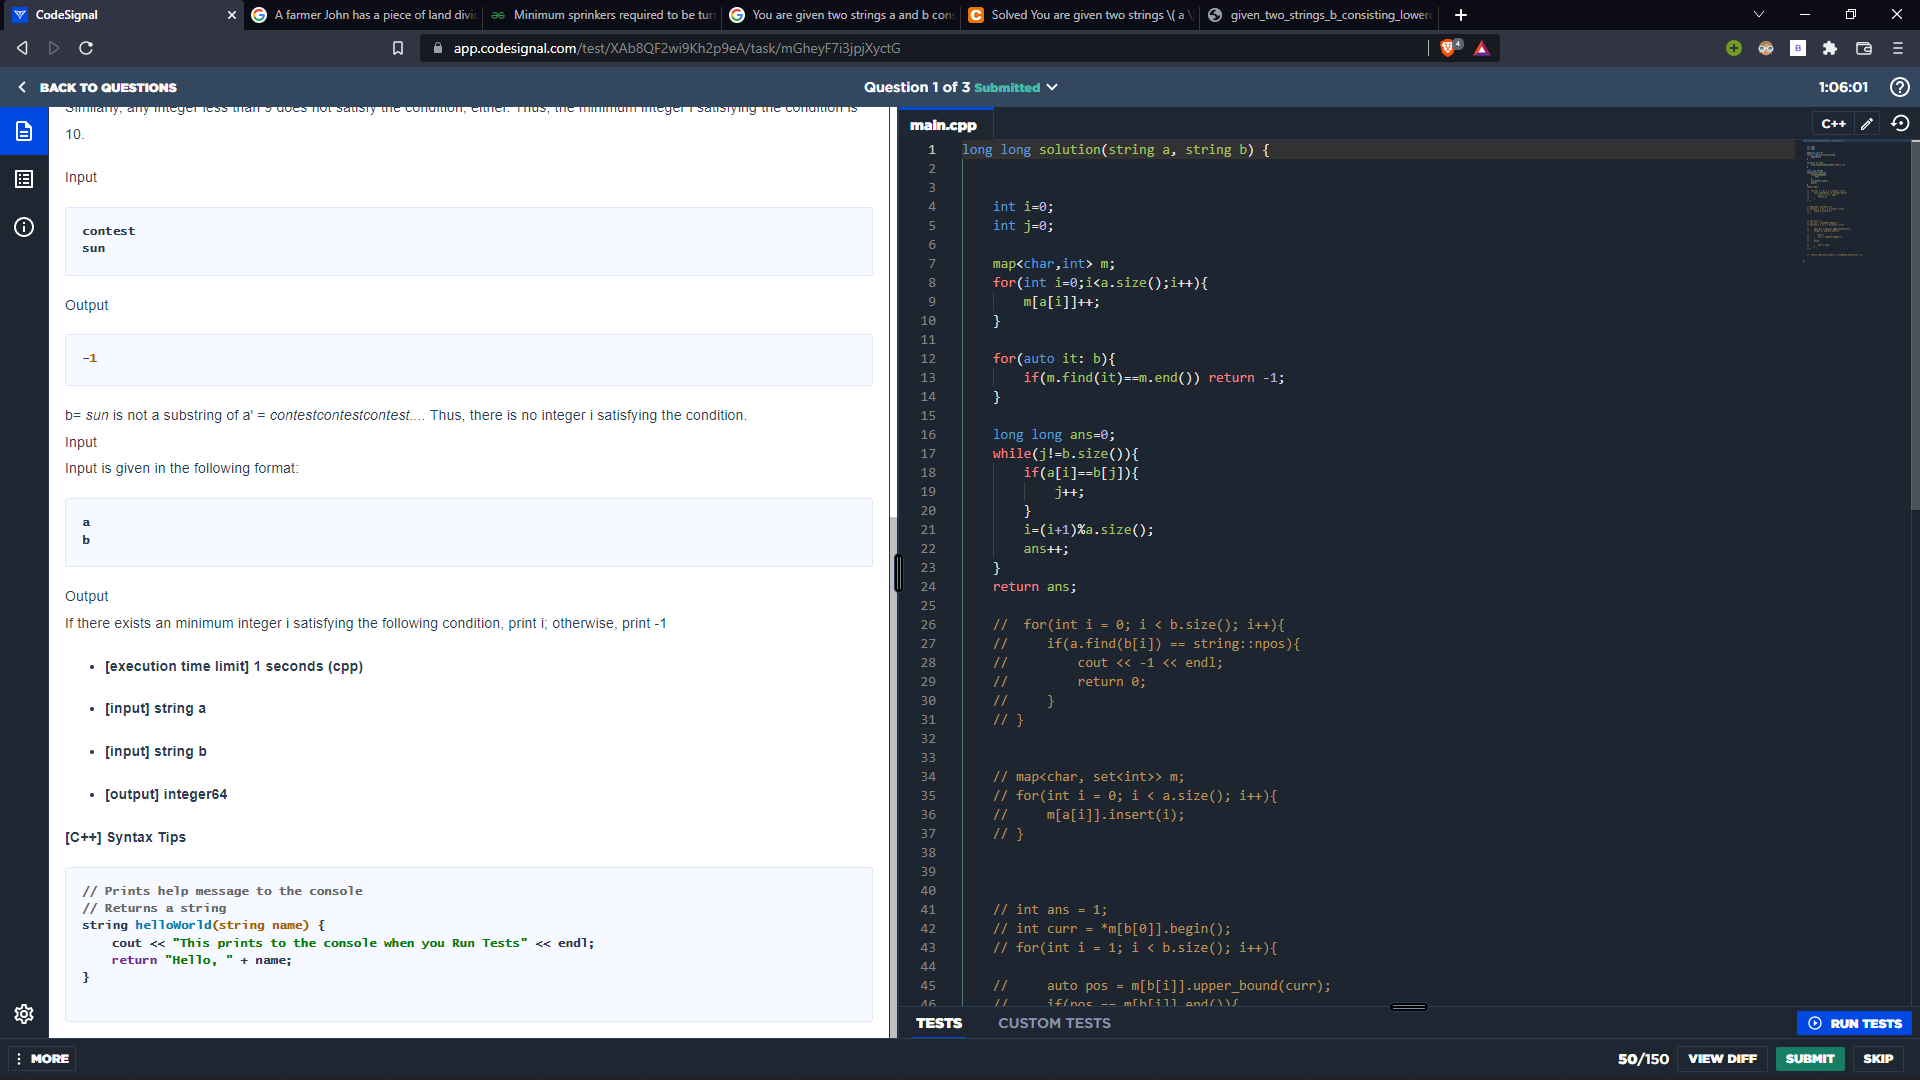 CodeSignal
A farmer John has a piece of land divid
Minimum sprinkers required to be turn
You are given two strings a and b cons
Solved You are given two strings \( a \
given_two_strings_b_consisting_lowerc
app.codesignal.com/test/XAb8QF2wi9Kh2p9eA/task/mGheyF7i3jpjXyctG
BACK TO QUESTIONS
Question 1 of 3 Submitted
1:06:01
Similarly, any integer less than 9 does not satisfy the condition, either. Thus, the minimum integer i satisfying the condition is
10.
Input
contest
sun
Output
-1
b= sun is not a substring of a' = contestcontestcontest.... Thus, there is no integer i satisfying the condition.
Input
Input is given in the following format:
a
b
Output
If there exists an minimum integer i satisfying the following condition, print i; otherwise, print -1
• [execution time limit] 1 seconds (cpp)
• [input] string a
• [input] string b
• [output] integer64
[C++] Syntax Tips
// Prints help message to the console
// Returns a string
string helloWorld(string name) {
    cout << "This prints to the console when you Run Tests" << endl;
    return "Hello, " + name;
}
main.cpp
C++
1 long long solution(string a, string b) {
2
3
4     int i=0;
5     int j=0;
6
7     map<char,int> m;
8     for(int i=0;i<a.size();i++){
9         m[a[i]]++;
10     }
11
12     for(auto it: b){
13         if(m.find(it)==m.end()) return -1;
14     }
15
16     long long ans=0;
17     while(j!=b.size()){
18         if(a[i]==b[j]){
19             j++;
20         }
21         i=(i+1)%a.size();
22         ans++;
23     }
24     return ans;
25
26     //  for(int i = 0; i < b.size(); i++){
27     //     if(a.find(b[i]) == string::npos){
28     //         cout << -1 << endl;
29     //         return 0;
30     //     }
31     // }
32
33
34     // map<char, set<int>> m;
35     // for(int i = 0; i < a.size(); i++){
36     //     m[a[i]].insert(i);
37     // }
38
39
40
41     // int ans = 1;
42     // int curr = *m[b[0]].begin();
43     // for(int i = 1; i < b.size(); i++){
44
45     //     auto pos = m[b[i]].upper_bound(curr);
46     //     if(pos == m[b[i]].end()){
TESTS
CUSTOM TESTS
RUN TESTS
MORE
50/150
VIEW DIFF
SUBMIT
SKIP